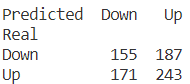 Predicted Down Up
Real
Down 155 187
Up 171 243